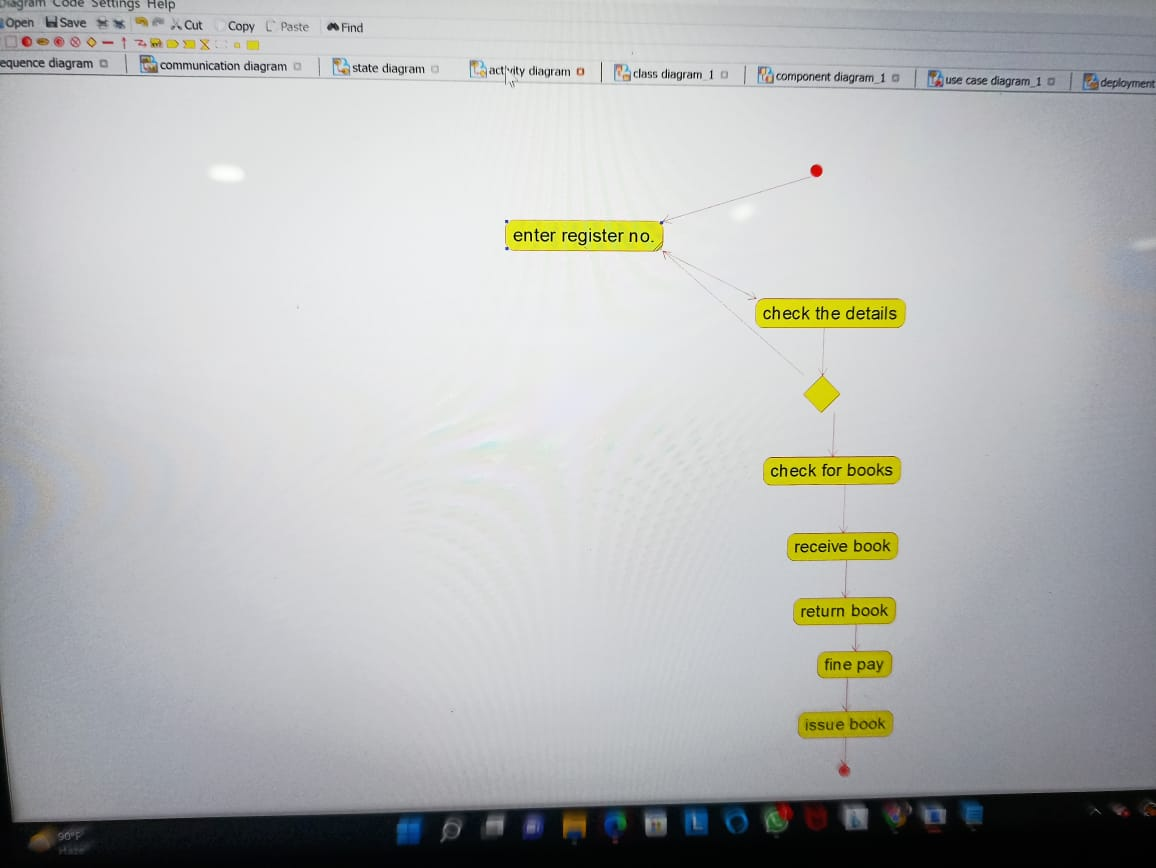 Diagram Code Settings Help
Open Save Cut Copy Paste Find
equence diagram communication diagram state diagram activity diagram class diagram_1 component diagram_1 use case diagram_1 deployment
enter register no.
check the details
check for books
receive book
return book
fine pay
issue book
90°F
Haze